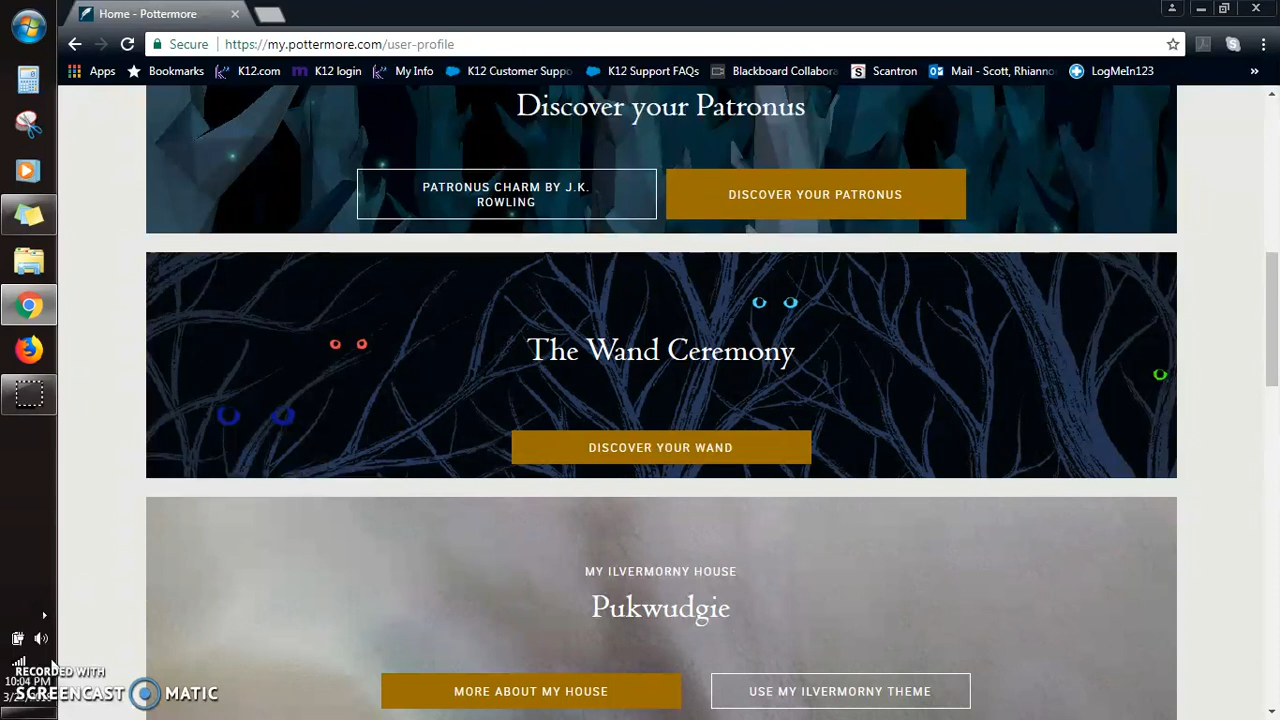 Home - Pottermore
Secure https://my.pottermore.com/user-profile
Apps Bookmarks K12.com K12 login My Info K12 Customer Suppo K12 Support FAQs Blackboard Collabora Scantron Mail - Scott, Rhianno LogMeIn123 »
Discover your Patronus
PATRONUS CHARM BY J.K.
ROWLING
DISCOVER YOUR PATRONUS
The Wand Ceremony
DISCOVER YOUR WAND
MY ILVERMORNY HOUSE
Pukwudgie
MORE ABOUT MY HOUSE
USE MY ILVERMORNY THEME
RECORDED WITH
10:04 PM
SCREENCAST MATIC